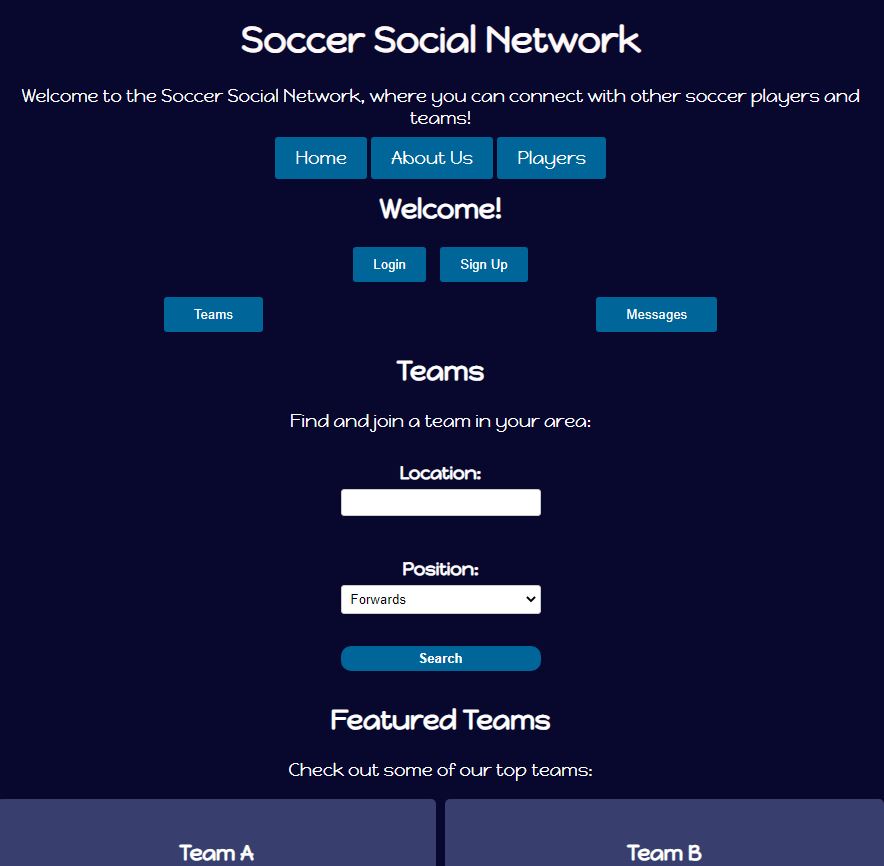 Soccer Social Network
Welcome to the Soccer Social Network, where you can connect with other soccer players and
teams!
Home About Us Players
Welcome!
Login Sign Up
Teams Messages
Teams
Find and join a team in your area:
Location:
Position:
Forwards
Search
Featured Teams
Check out some of our top teams:
Team A Team B